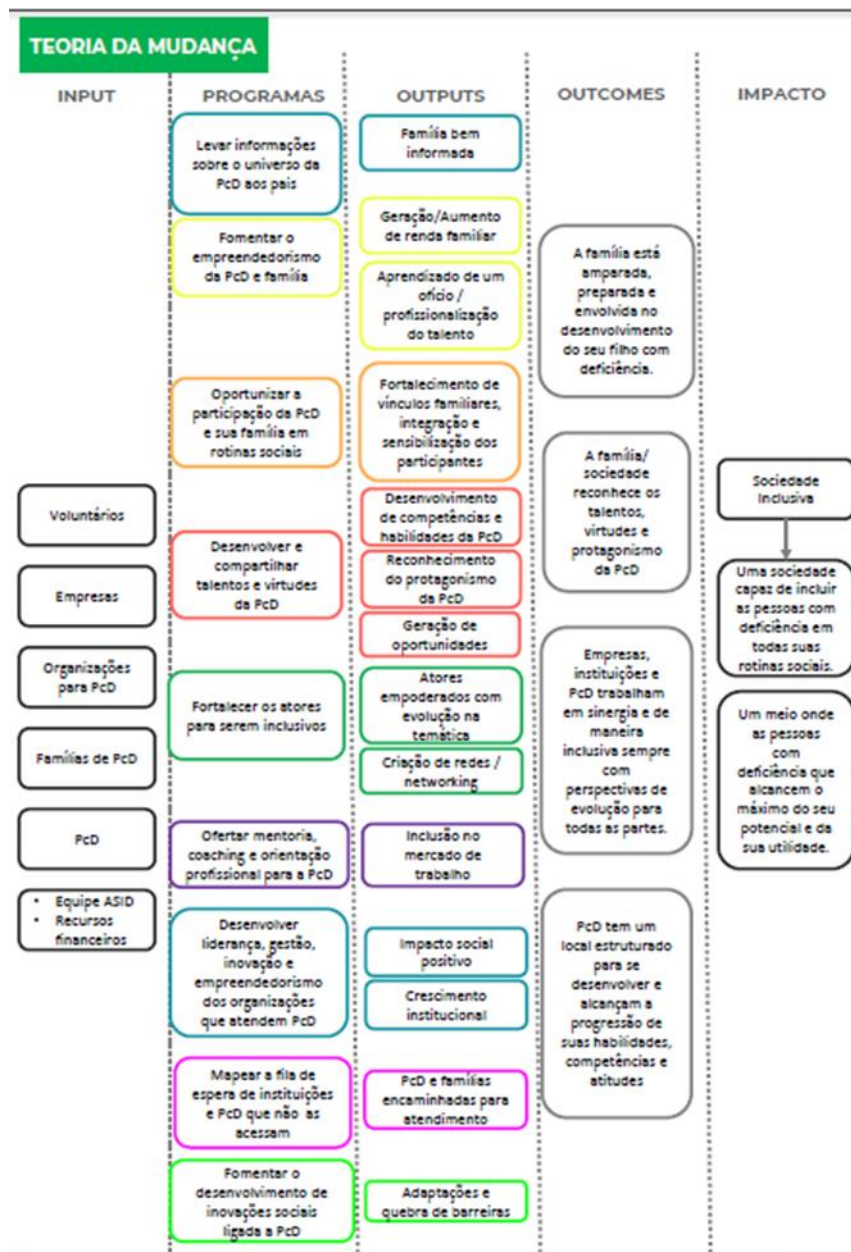 TEORIA DA MUDANÇA
INPUT
PROGRAMAS
OUTPUTS
OUTCOMES
IMPACTO
Voluntários
Empresas
Organizações
para PcD
Famílias de PcD
PcD
• Equipe ASID
• Recursos
financeiros
Levar informações
sobre o universo da
PcD aos pais
Fomentar o
empreendedorismo
da PcD e família
Oportunizar a
participação da PcD
e sua família em
rotinas sociais
Desenvolver e
compartilhar
talentos e virtudes
da PcD
Fortalecer os atores
para serem inclusivos
Ofertar mentoria,
coaching e orientação
profissional para a PcD
Desenvolver
liderança, gestão,
inovação e
empreendedorismo
dos organizações
que atendem PcD
Mapear a fila de
espera de instituições
e PcD que não as
acessam
Fomentar o
desenvolvimento de
inovações sociais
ligada a PcD
Família bem
informada
Geração/Aumento
de renda familiar
Aprendizado de um
ofício /
profissionalização
do talento
Fortalecimento de
vínculos familiares,
integração e
sensibilização dos
participantes
Desenvolvimento
de competências e
habilidades da PcD
Reconhecimento
do protagonismo
da PcD
Geração de
oportunidades
Atores
empoderados com
evolução na
temática
Criação de redes /
networking
Inclusão no
mercado de
trabalho
Impacto social
positivo
Crescimento
institucional
PcD e famílias
encaminhadas para
atendimento
Adaptações e
quebra de barreiras
A família está
amparada,
preparada e
envolvida no
desenvolvimento
do seu filho com
deficiência.
A família/
sociedade
reconhece os
talentos,
virtudes e
protagonismo
da PcD
Empresas,
instituições e
PcD trabalham
em sinergia e de
maneira
inclusiva sempre
com
perspectivas de
evolução para
todas as partes.
PcD tem um
local estruturado
para se
desenvolver e
alcançam a
progressão de
suas habilidades,
competências e
atitudes
Sociedade
Inclusiva
Uma sociedade
capaz de incluir
as pessoas com
deficiência em
todas suas
rotinas sociais.
Um meio onde
as pessoas
com
deficiência que
alcancem o
máximo do seu
potencial e da
sua utilidade.